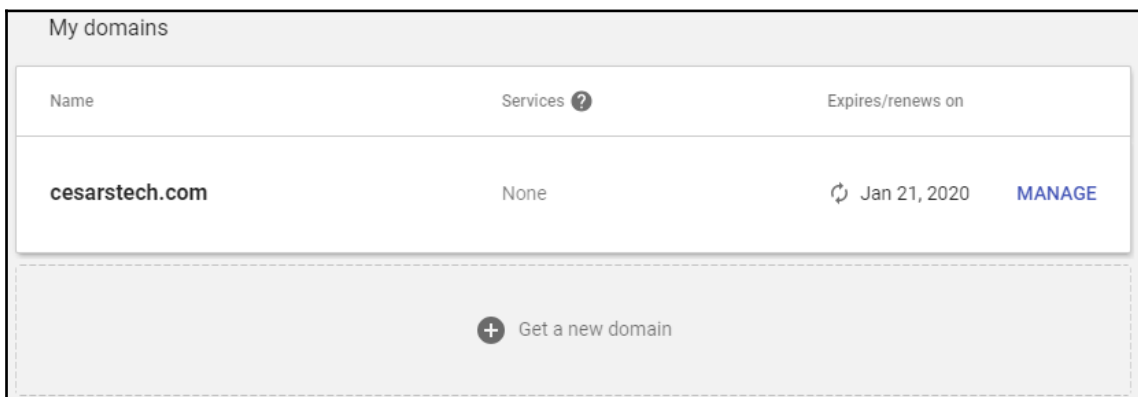 My domains
Name Services Expires/renews on
cesarstech.com None Jan 21, 2020 MANAGE
Get a new domain